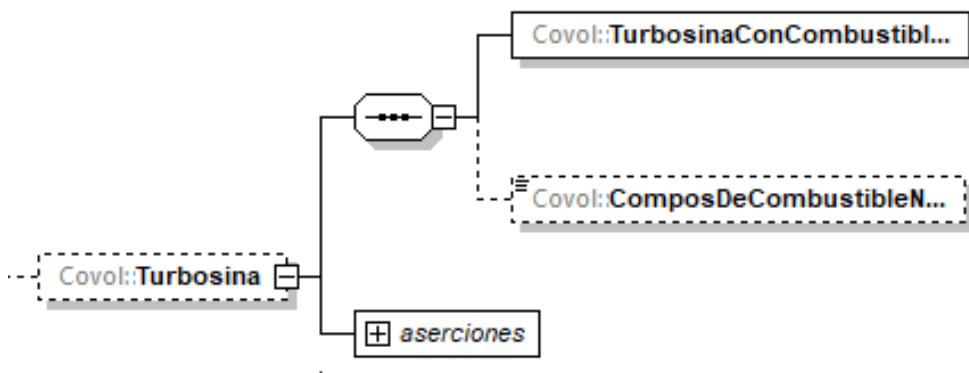 Covol::TurbosinaConCombustibl...
Covol::ComposDeCombustibleN...
Covol::Turbosina
aserciones